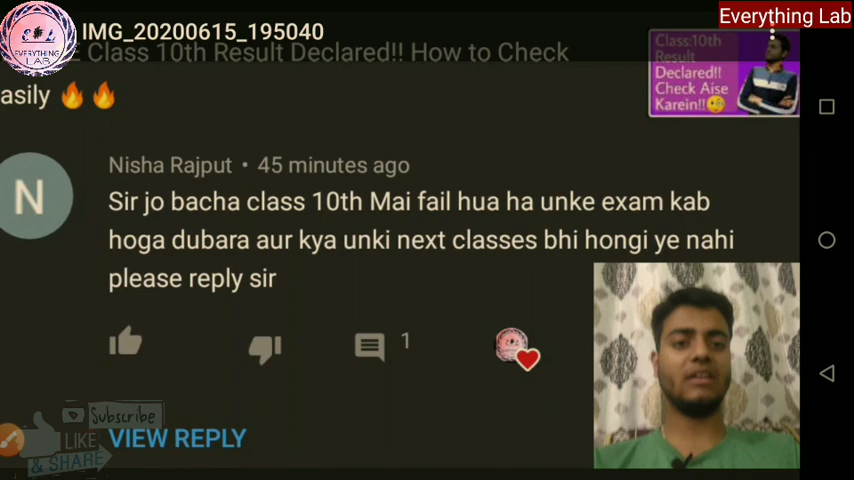 Everything Lab
IMG_20200615_195040
EVERYTHING
LAB
Class 10th Result Declared!! How to Check
asily 🔥🔥
Class:10th
Result
Declared!!
Check Aise
Karein!!🧐
Nisha Rajput • 45 minutes ago
Sir jo bacha class 10th Mai fail hua ha unke exam kab
hoga dubara aur kya unki next classes bhi hongi ye nahi
please reply sir
1
Subscribe
LIKE
& SHARE
VIEW REPLY
N